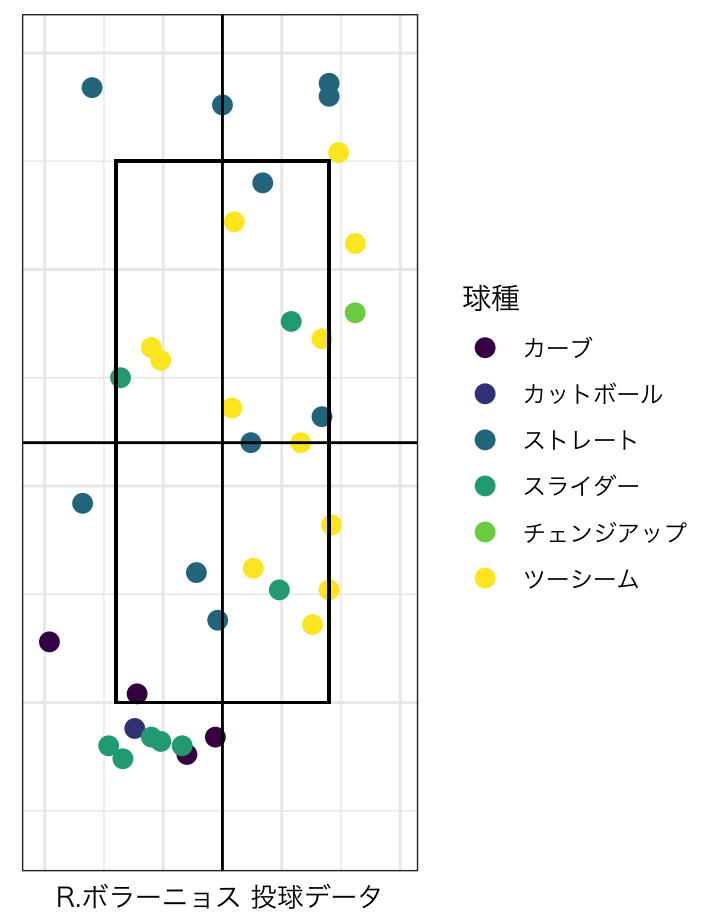 球種
カーブ
カットボール
ストレート
スライダー
チェンジアップ
ツーシーム
R.ボラーニョス 投球データ